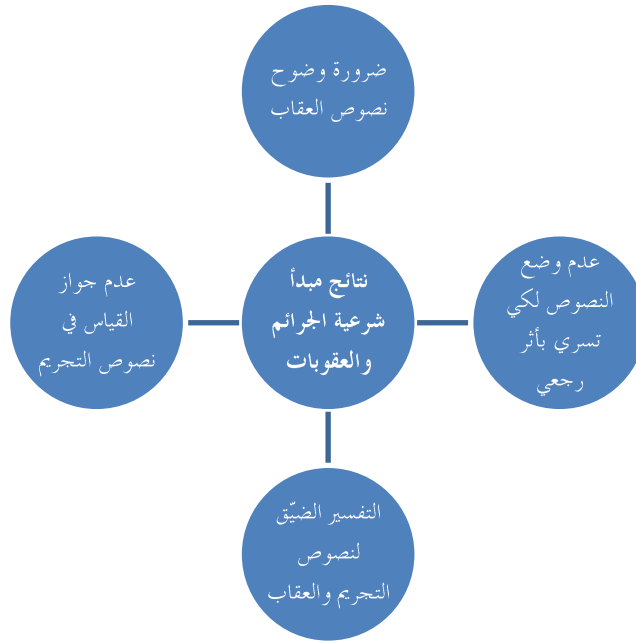 ضرورة وضوح
نصوص العقاب
عدم وضع
النصوص لكي
تسري بأثر
رجعي
نتائج مبدأ
شرعية الجرائم
والعقوبات
عدم جواز
القياس في
نصوص التجريم
التفسير الضيّق
لنصوص
التجريم والعقاب